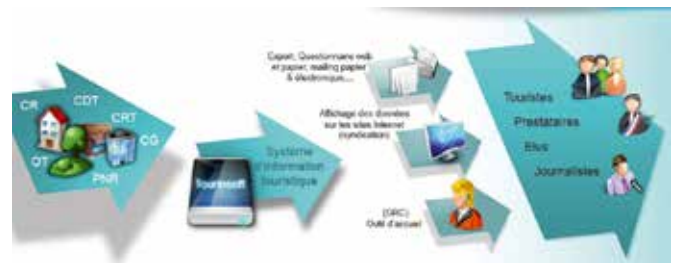 CR
CDT
CRT
CG
OT
PNR
Tourinsoft
Système
d'information
touristique
Export, Questionnaire web
et papier, mailing papier
& électronique....
Affichage des données
sur les sites Internet
(syndication)
(GRC)
Outil d'accueil
Touristes
Prestataires
Elus
Journalistes